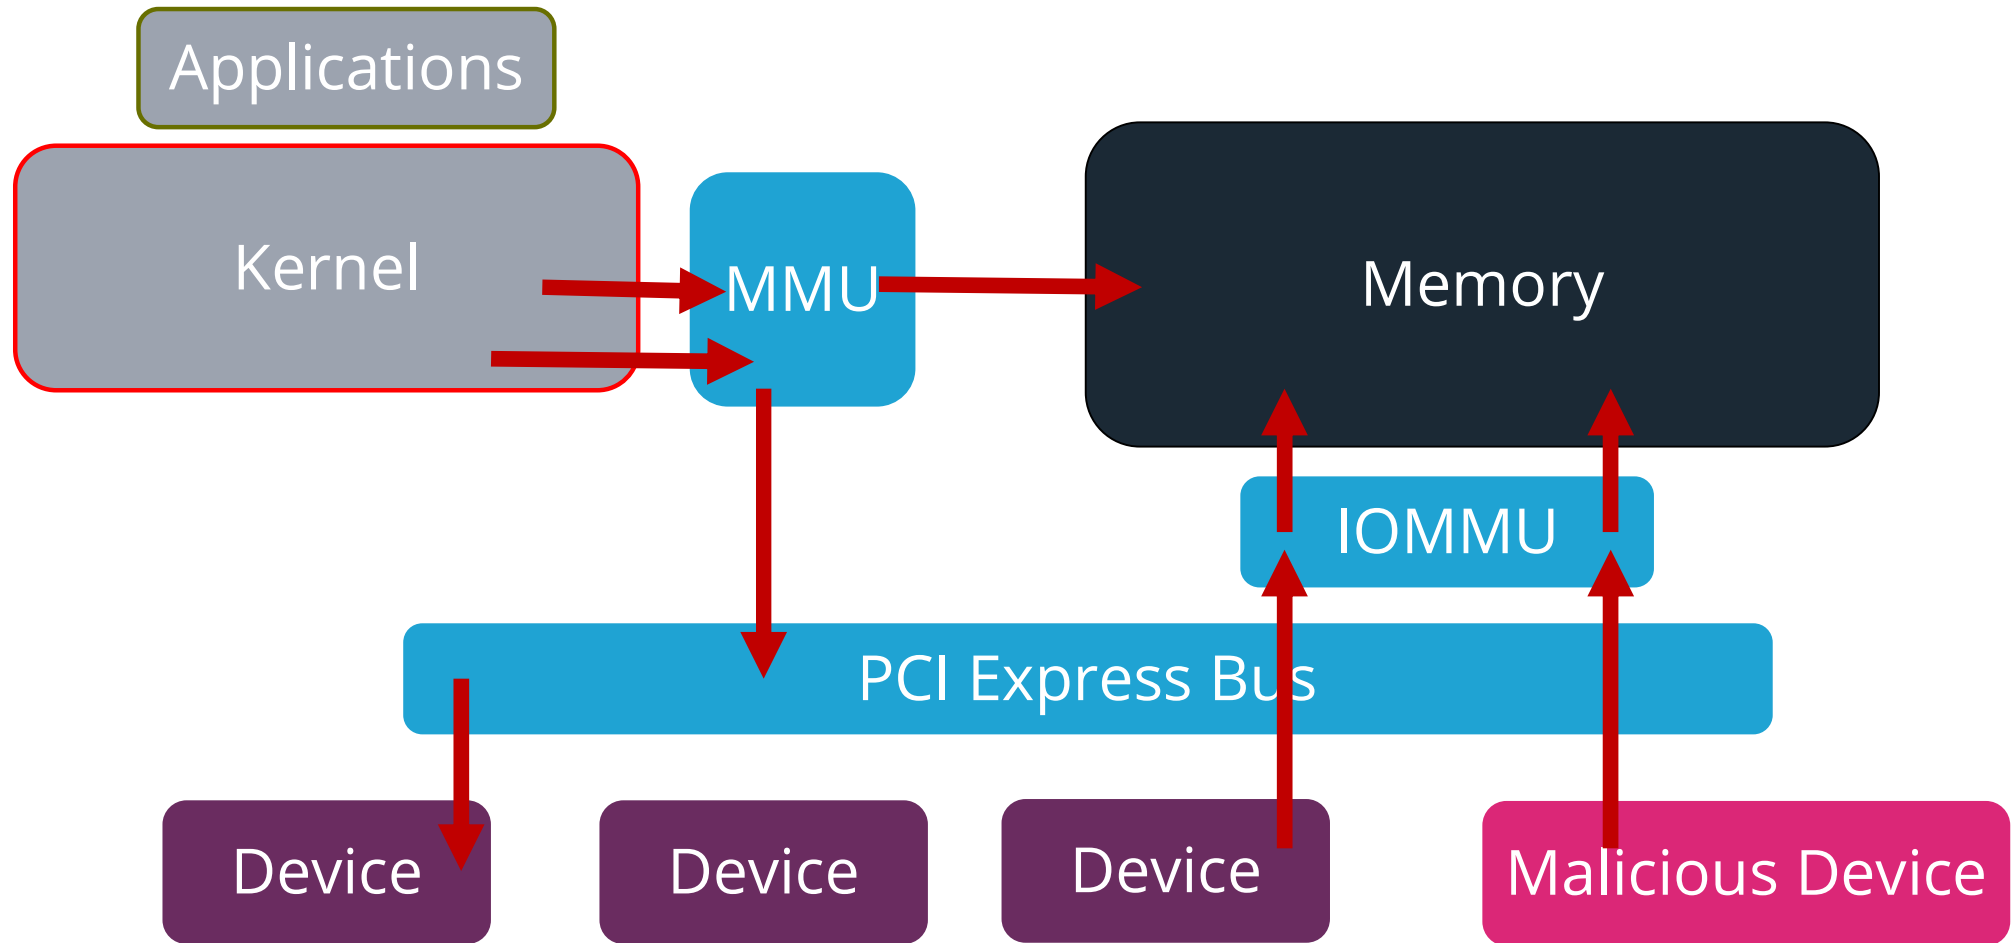 Applications
Kernel
MMU
Memory
IOMMU
PCI Express Bus
Device
Device
Device
Malicious Device